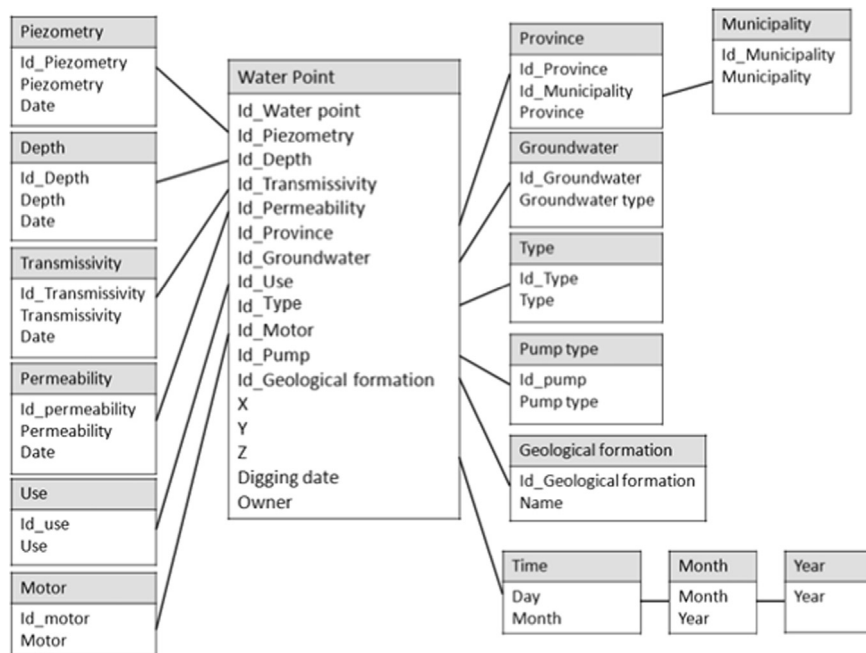 Piezometry
Id_Piezometry
Piezometry
Date
Depth
Id_Depth
Depth
Date
Transmissivity
Id_Transmissivity
Transmissivity
Date
Permeability
Id_permeability
Permeability
Date
Use
Id_use
Use
Motor
Id_motor
Motor
Water Point
Id_Water point
Id_Piezometry
Id_Depth
Id_Transmissivity
Id_Permeability
Id_Province
Id_Groundwater
Id_Use
Id_Type
Id_Motor
Id_Pump
Id_Geological formation
X
Y
Z
Digging date
Owner
Province
Id_Province
Id_Municipality
Province
Municipality
Id_Municipality
Municipality
Groundwater
Id_Groundwater
Groundwater type
Type
Id_Type
Type
Pump type
Id_pump
Pump type
Geological formation
Id_Geological formation
Name
Time
Day
Month
Month
Month
Year
Year
Year